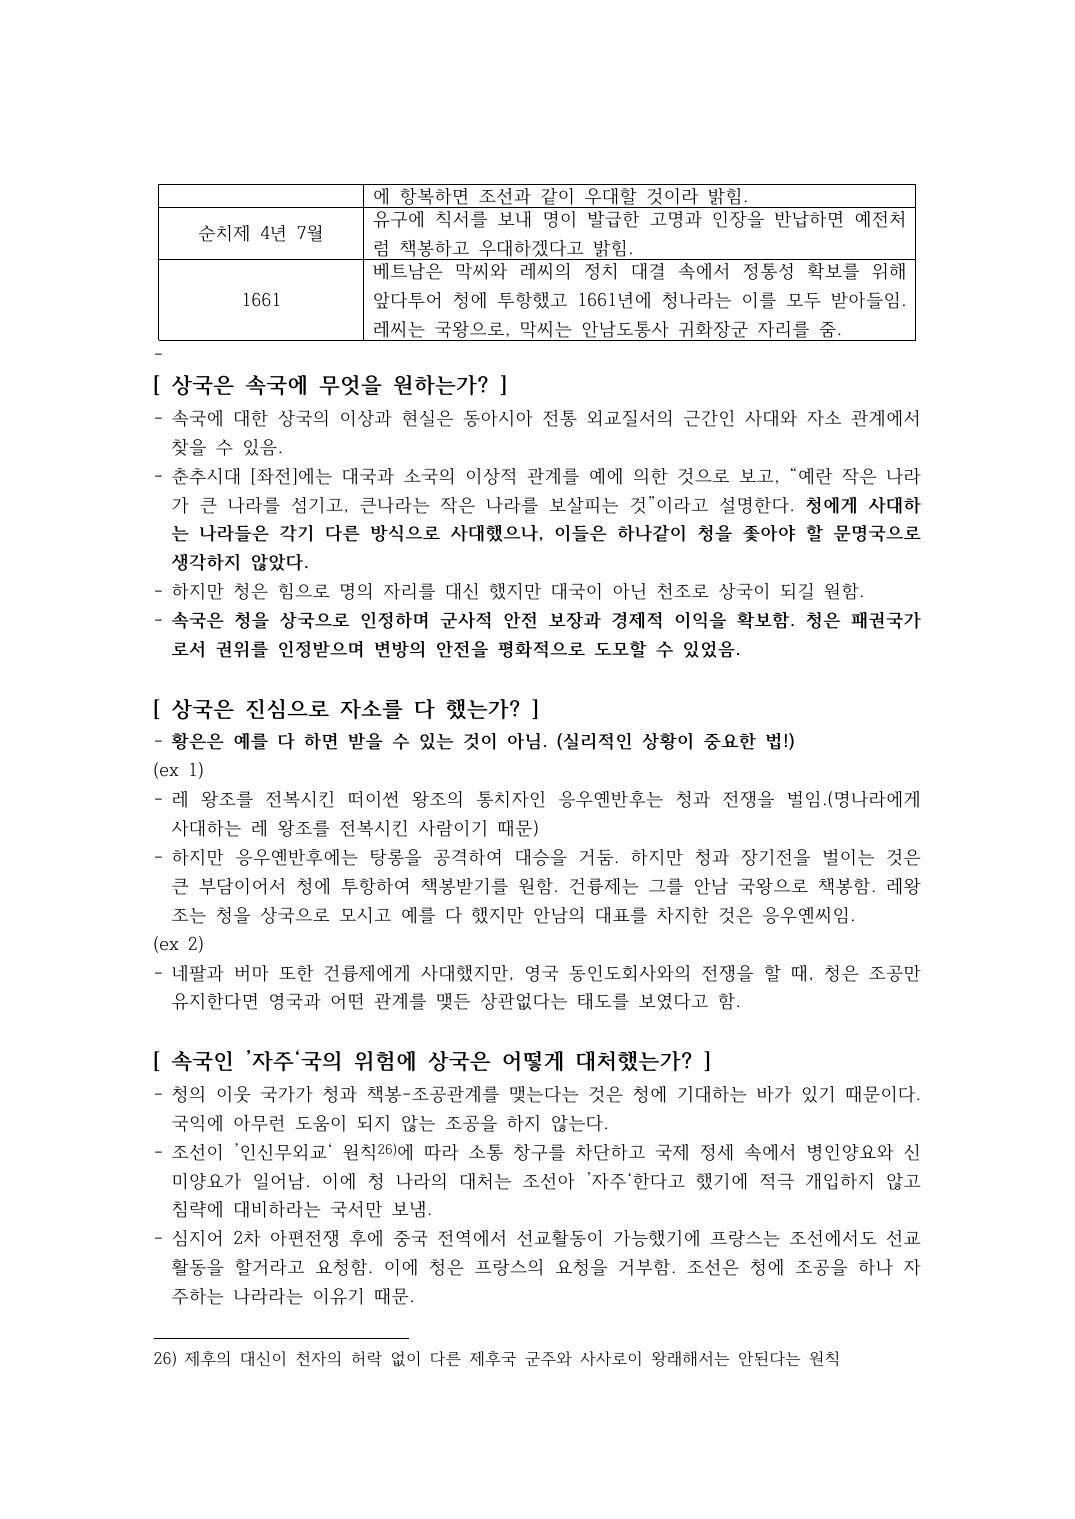 에 항복하면 조선과 같이 우대할 것이라 밝힘.
순치제 4년 7월
유구에 칙서를 보내 명이 발급한 고명과 인장을 반납하면 예전처
럼 책봉하고 우대하겠다고 밝힘.
1661
베트남은 막씨와 레씨의 정치 대결 속에서 정통성 확보를 위해
앞다투어 청에 투항했고 1661년에 청나라는 이를 모두 받아들임.
레씨는 국왕으로, 막씨는 안남도통사 귀화장군 자리를 줌.
-
[ 상국은 속국에 무엇을 원하는가? ]
- 속국에 대한 상국의 이상과 현실은 동아시아 전통 외교질서의 근간인 사대와 자소 관계에서
찾을 수 있음.
- 춘추시대 [좌전]에는 대국과 소국의 이상적 관계를 예에 의한 것으로 보고, “예란 작은 나라
가 큰 나라를 섬기고, 큰나라는 작은 나라를 보살피는 것”이라고 설명한다. 청에게 사대하
는 나라들은 각기 다른 방식으로 사대했으나, 이들은 하나같이 청을 좇아야 할 문명국으로
생각하지 않았다.
- 하지만 청은 힘으로 명의 자리를 대신 했지만 대국이 아닌 천조로 상국이 되길 원함.
- 속국은 청을 상국으로 인정하며 군사적 안전 보장과 경제적 이익을 확보함. 청은 패권국가
로서 권위를 인정받으며 변방의 안전을 평화적으로 도모할 수 있었음.
[ 상국은 진심으로 자소를 다 했는가? ]
- 황은은 예를 다 하면 받을 수 있는 것이 아님. (실리적인 상황이 중요한 법!)
(ex 1)
- 레 왕조를 전복시킨 떠이썬 왕조의 통치자인 응우옌반후는 청과 전쟁을 벌임.(명나라에게
사대하는 레 왕조를 전복시킨 사람이기 때문)
- 하지만 응우옌반후에는 탕롱을 공격하여 대승을 거둠. 하지만 청과 장기전을 벌이는 것은
큰 부담이어서 청에 투항하여 책봉받기를 원함. 건륭제는 그를 안남 국왕으로 책봉함. 레왕
조는 청을 상국으로 모시고 예를 다 했지만 안남의 대표를 차지한 것은 응우옌씨임.
(ex 2)
- 네팔과 버마 또한 건륭제에게 사대했지만, 영국 동인도회사와의 전쟁을 할 때, 청은 조공만
유지한다면 영국과 어떤 관계를 맺든 상관없다는 태도를 보였다고 함.
[ 속국인 ’자주‘국의 위험에 상국은 어떻게 대처했는가? ]
- 청의 이웃 국가가 청과 책봉-조공관계를 맺는다는 것은 청에 기대하는 바가 있기 때문이다.
국익에 아무런 도움이 되지 않는 조공을 하지 않는다.
- 조선이 ’인신무외교‘ 원칙26)에 따라 소통 창구를 차단하고 국제 정세 속에서 병인양요와 신
미양요가 일어남. 이에 청 나라의 대처는 조선아 ’자주‘한다고 했기에 적극 개입하지 않고
침략에 대비하라는 국서만 보냄.
- 심지어 2차 아편전쟁 후에 중국 전역에서 선교활동이 가능했기에 프랑스는 조선에서도 선교
활동을 할거라고 요청함. 이에 청은 프랑스의 요청을 거부함. 조선은 청에 조공을 하나 자
주하는 나라라는 이유기 때문.
26) 제후의 대신이 천자의 허락 없이 다른 제후국 군주와 사사로이 왕래해서는 안된다는 원칙